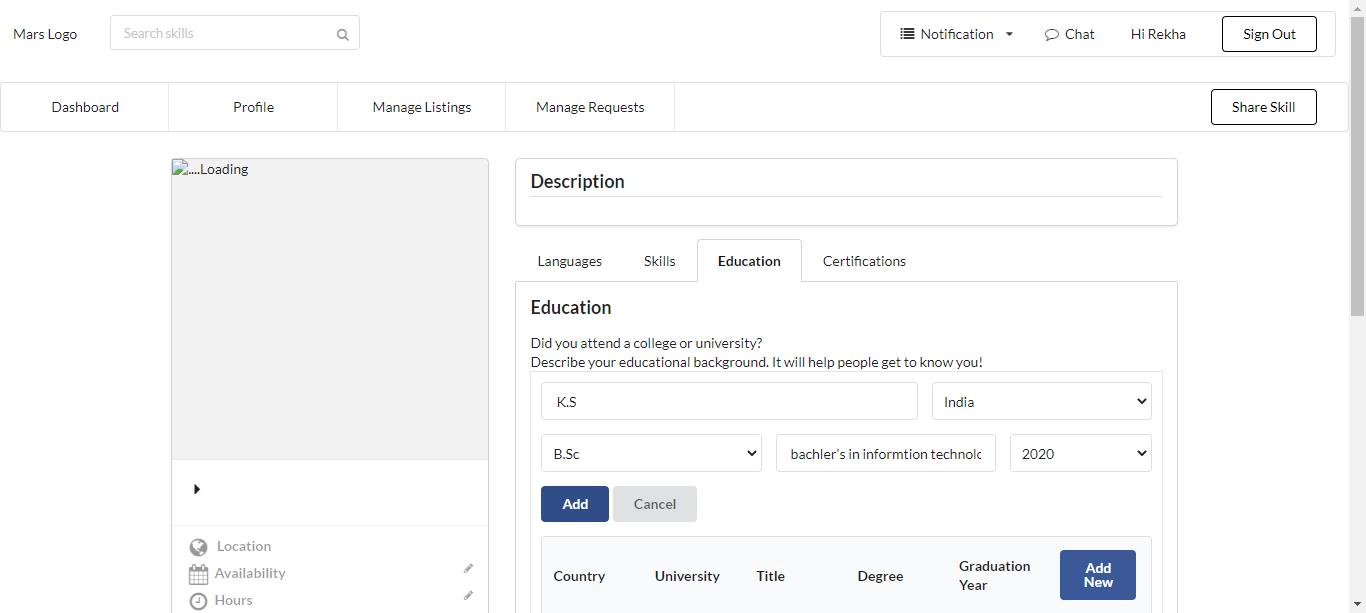 Mars Logo
Search skills
Notification
Chat
Hi Rekha
Sign Out
Dashboard
Profile
Manage Listings
Manage Requests
Share Skill
....Loading
Location
Availability
Hours
Description
Languages
Skills
Education
Certifications
Education
Did you attend a college or university?
Describe your educational background. It will help people get to know you!
K.S
India
B.Sc
bachler's in informtion technolo
2020
Add
Cancel
Country
University
Title
Degree
Graduation
Year
Add
New